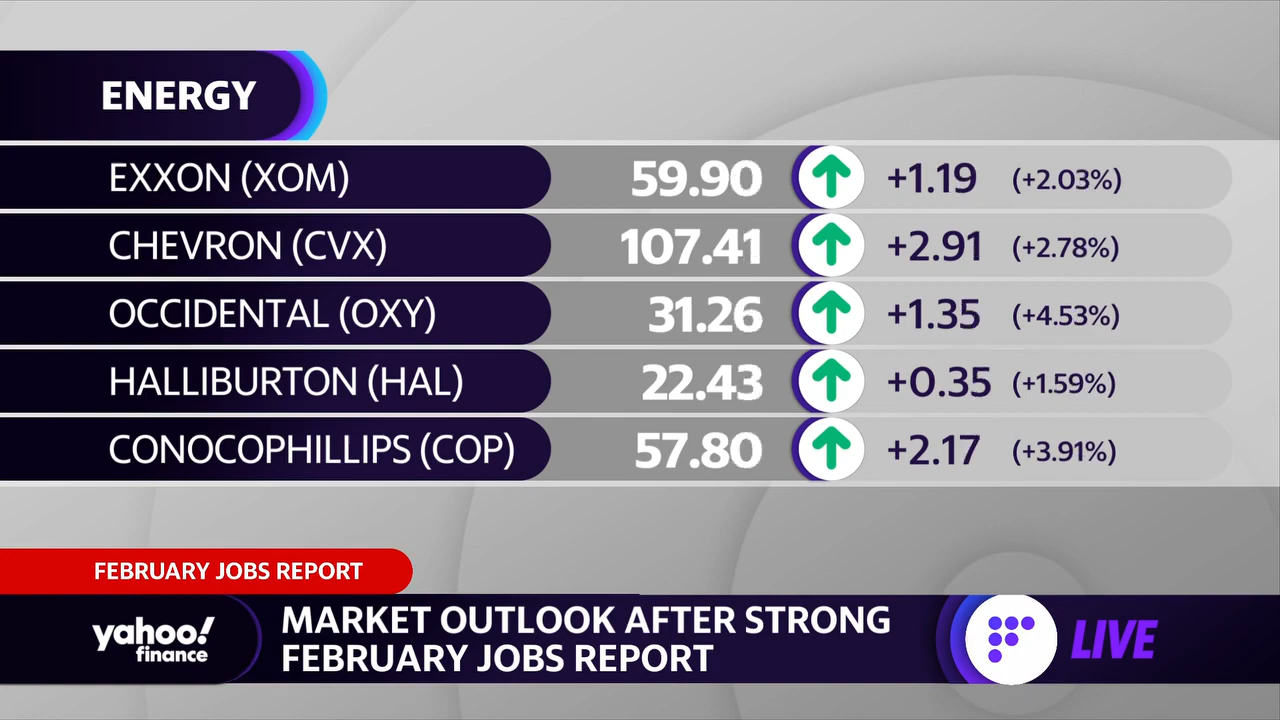 ENERGY
EXXON (XOM) 59.90 +1.19 (+2.03%)
CHEVRON (CVX) 107.41 +2.91 (+2.78%)
OCCIDENTAL (OXY) 31.26 +1.35 (+4.53%)
HALLIBURTON (HAL) 22.43 +0.35 (+1.59%)
CONOCOPHILLIPS (COP) 57.80 +2.17 (+3.91%)
FEBRUARY JOBS REPORT
yahoo!
finance
MARKET OUTLOOK AFTER STRONG
FEBRUARY JOBS REPORT
LIVE